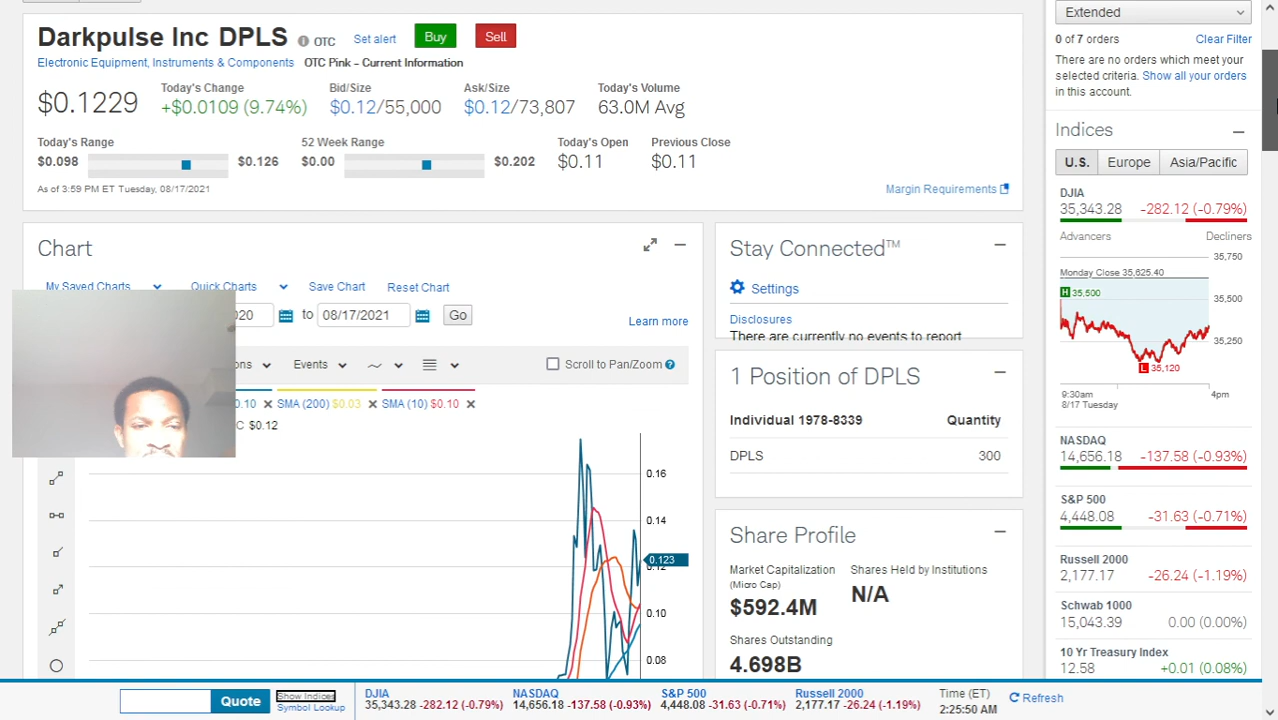 Darkpulse Inc DPLS OTC Set alert Buy Sell
Electronic Equipment, Instruments & Components OTC Pink - Current Information
$0.1229
Today's Change
+$0.0109 (9.74%)
Bid/Size
$0.12/55,000
Ask/Size
$0.12/73,807
Today's Volume
63.0M Avg
Today's Range
$0.098 $0.126
52 Week Range
$0.00 $0.202
Today's Open
$0.11
Previous Close
$0.11
As of 3:59 PM ET Tuesday, 08/17/2021
Margin Requirements
Chart
My Saved Charts Quick Charts Save Chart Reset Chart
020 to 08/17/2021 Go
Learn more
ons Events Scroll to Pan/Zoom ?
0.10 SMA (200) $0.03 SMA (10) $0.10
C $0.12
0.16
0.14
0.123
0.12
0.10
0.08
Stay Connected™
Settings
Disclosures
There are currently no events to report
1 Position of DPLS
Individual 1978-8339 Quantity
DPLS 300
Share Profile
Market Capitalization
(Micro Cap)
$592.4M
Shares Held by Institutions
N/A
Shares Outstanding
4.698B
Extended
0 of 7 orders Clear Filter
There are no orders which meet your
selected criteria. Show all your orders
in this account.
Indices
U.S. Europe Asia/Pacific
DJIA
35,343.28 -282.12 (-0.79%)
Advancers Decliners
35,750
Monday Close 35,625.40
H 35,500
35,500
35,250
L 35,120
9:30am 4pm
8/17 Tuesday
NASDAQ
14,656.18 -137.58 (-0.93%)
S&P 500
4,448.08 -31.63 (-0.71%)
Russell 2000
2,177.17 -26.24 (-1.19%)
Schwab 1000
15,043.39 0.00 (0.00%)
10 Yr Treasury Index
12.58 +0.01 (0.08%)
Quote
Show Indices
Symbol Lookup
DJIA
35,343.28 -282.12 (-0.79%)
NASDAQ
14,656.18 -137.58 (-0.93%)
S&P 500
4,448.08 -31.63 (-0.71%)
Russell 2000
2,177.17 -26.24 (-1.19%)
Time (ET)
2:25:50 AM
Refresh